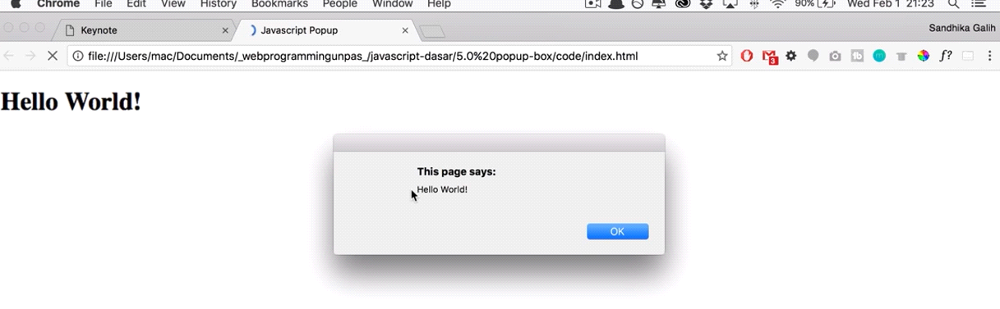 Chrome File Edit View History Bookmarks People Window Help 90% Wed Feb 1 21:23
Keynote Javascript Popup Sandhika Galih
file:///Users/mac/Documents/_webprogrammingunpas_/javascript-dasar/5.0%20popup-box/code/index.html 3 fb f?
Hello World!
This page says:
Hello World!
OK